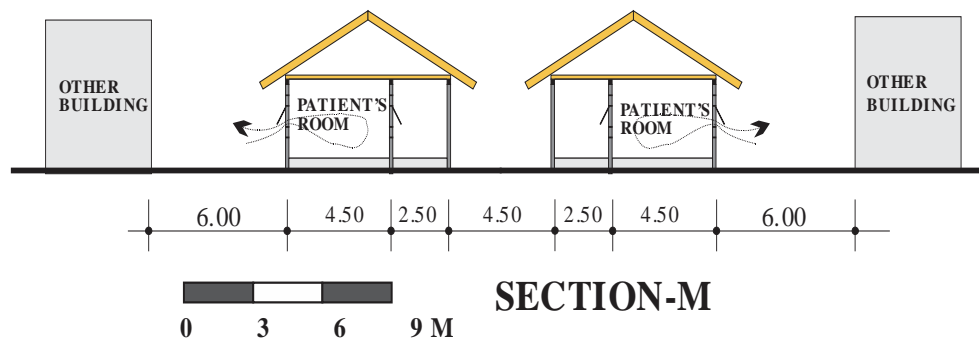 OTHER
BUILDING
PATIENT'S
ROOM
PATIENT'S
ROOM
OTHER
BUILDING
6.00 4.50 2.50 4.50 2.50 4.50 6.00
SECTION-M
0 3 6 9 M